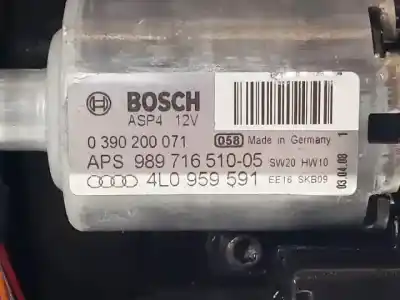 BOSCH
ASP4 12V
0 390 200 071 058 Made in Germany
APS 989 716 510-05 SW20 HW10
4L0 959 591 EE16 SKB09
03.04.08 1